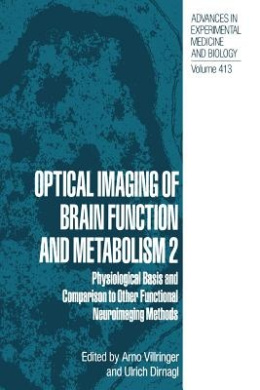 ADVANCES IN
EXPERIMENTAL
MEDICINE
AND BIOLOGY
Volume 413
OPTICAL IMAGING OF
BRAIN FUNCTION
AND METABOLISM 2
Physiological Basis and
Comparison to Other Functional
Neuroimaging Methods
Edited by Arno Villringer
and Ulrich Dirnagl